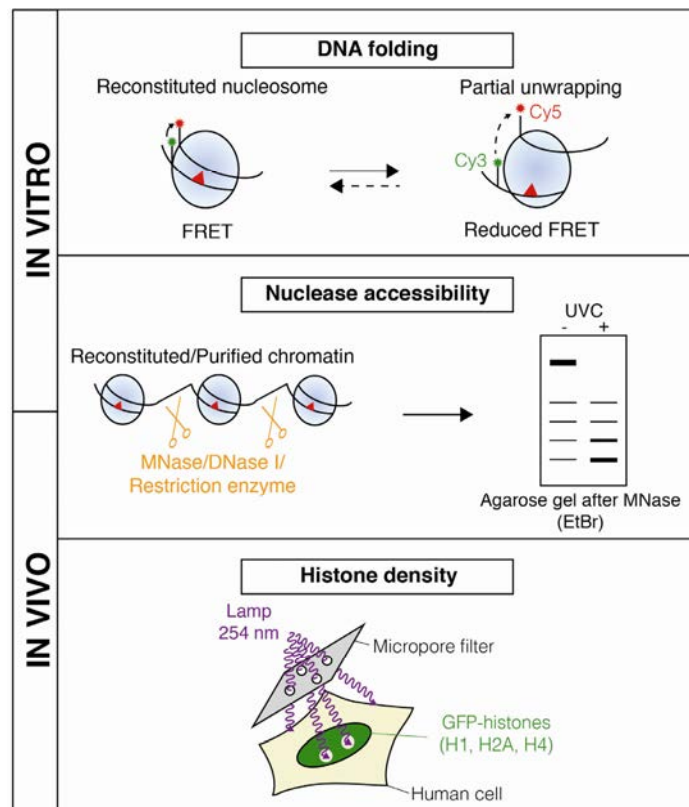 IN VITRO
DNA folding
Reconstituted nucleosome
FRET
Partial unwrapping
Cy5
Cy3
Reduced FRET
Nuclease accessibility
Reconstituted/Purified chromatin
MNase/DNase I/
Restriction enzyme
UVC
- +
Agarose gel after MNase
(EtBr)
IN VIVO
Histone density
Lamp
254 nm
Micropore filter
GFP-histones
(H1, H2A, H4)
Human cell